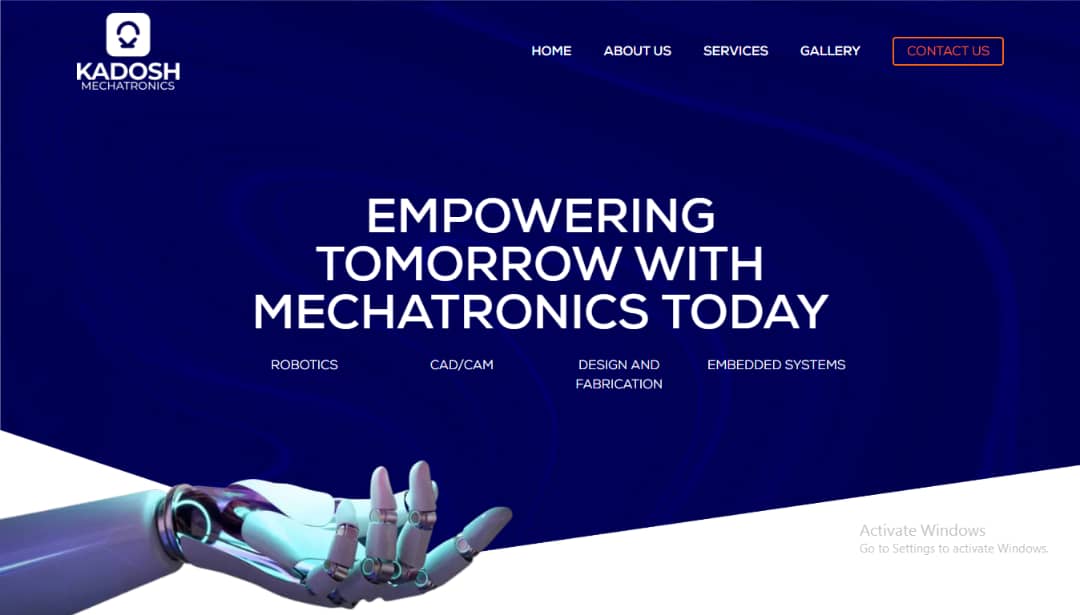 KADOSH
MECHATRONICS
HOME
ABOUT US
SERVICES
GALLERY
CONTACT US
EMPOWERING
TOMORROW WITH
MECHATRONICS TODAY
ROBOTICS
CAD/CAM
DESIGN AND
FABRICATION
EMBEDDED SYSTEMS
Activate Windows
Go to Settings to activate Windows.